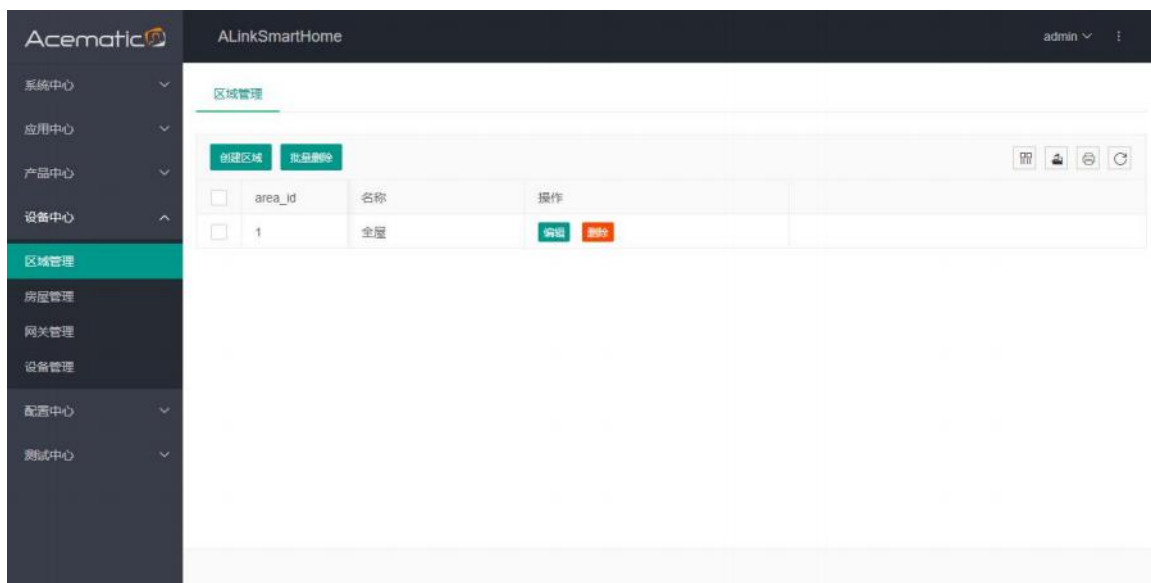 Acematic
ALinkSmartHome
admin
系统中心
应用中心
产品中心
设备中心
区域管理
房屋管理
网关管理
设备管理
配置中心
测试中心
区域管理
创建区域 批量删除
area_id 名称 操作
1 全屋 编辑 删除